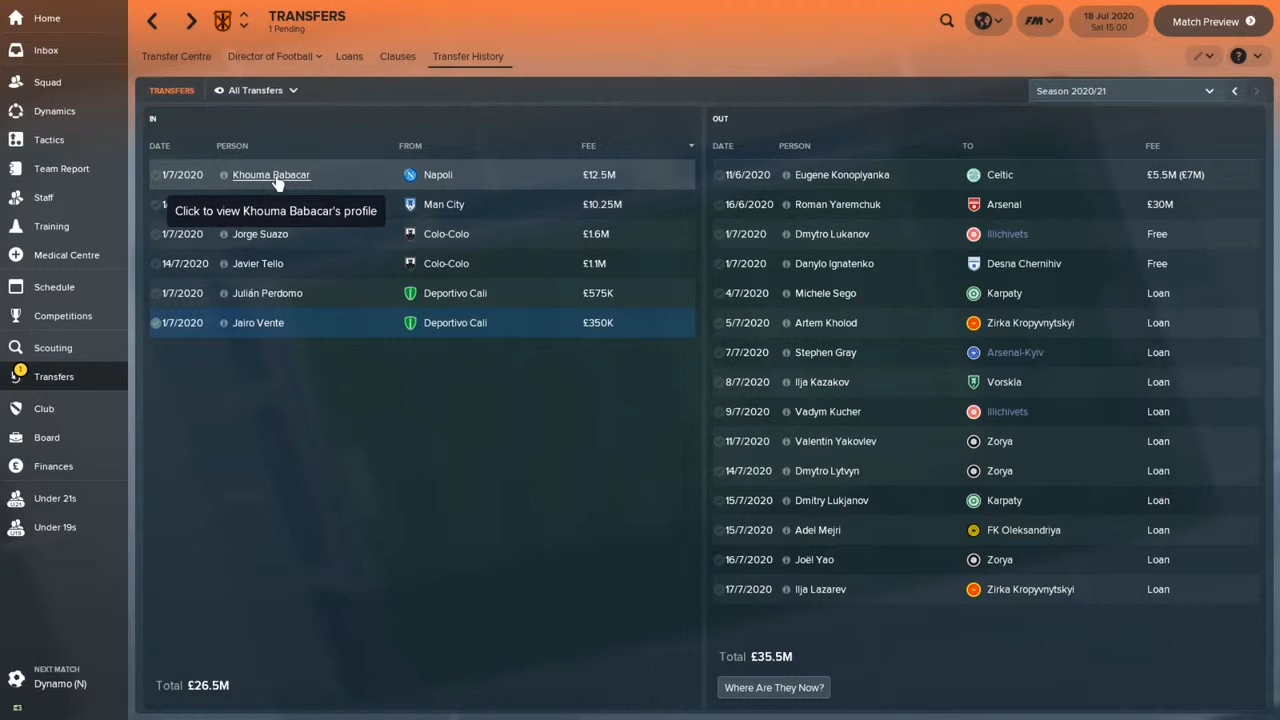 Home
Inbox
Squad
Dynamics
Tactics
Team Report
Staff
Training
Medical Centre
Schedule
Competitions
Scouting
1
Transfers
Club
Board
Finances
U21
Under 21s
U19
Under 19s
NEXT MATCH
Dynamo (N)
TRANSFERS
1 Pending
FM
18 Jul 2020
Sat 15:00
Match Preview
Transfer Centre Director of Football Loans Clauses Transfer History
?
TRANSFERS All Transfers
Season 2020/21
IN
DATE PERSON FROM FEE
1/7/2020 Khouma Babacar Napoli £12.5M
Man City £10.25M
Click to view Khouma Babacar's profile
1/7/2020 Jorge Suazo Colo-Colo £1.6M
14/7/2020 Javier Tello Colo-Colo £1.1M
1/7/2020 Julián Perdomo Deportivo Cali £575K
1/7/2020 Jairo Vente Deportivo Cali £350K
Total £26.5M
OUT
DATE PERSON TO FEE
11/6/2020 Eugene Konoplyanka Celtic £5.5M (£7M)
16/6/2020 Roman Yaremchuk Arsenal £30M
1/7/2020 Dmytro Lukanov Illichivets Free
1/7/2020 Danylo Ignatenko Desna Chernihiv Free
4/7/2020 Michele Sego Karpaty Loan
5/7/2020 Artem Kholod Zirka Kropyvnytskyi Loan
7/7/2020 Stephen Gray Arsenal-Kyiv Loan
8/7/2020 Ilja Kazakov Vorskla Loan
9/7/2020 Vadym Kucher Illichivets Loan
11/7/2020 Valentin Yakovlev Zorya Loan
14/7/2020 Dmytro Lytvyn Zorya Loan
15/7/2020 Dmitry Lukjanov Karpaty Loan
15/7/2020 Adel Mejri FK Oleksandriya Loan
16/7/2020 Joël Yao Zorya Loan
17/7/2020 Ilja Lazarev Zirka Kropyvnytskyi Loan
Total £35.5M
Where Are They Now?